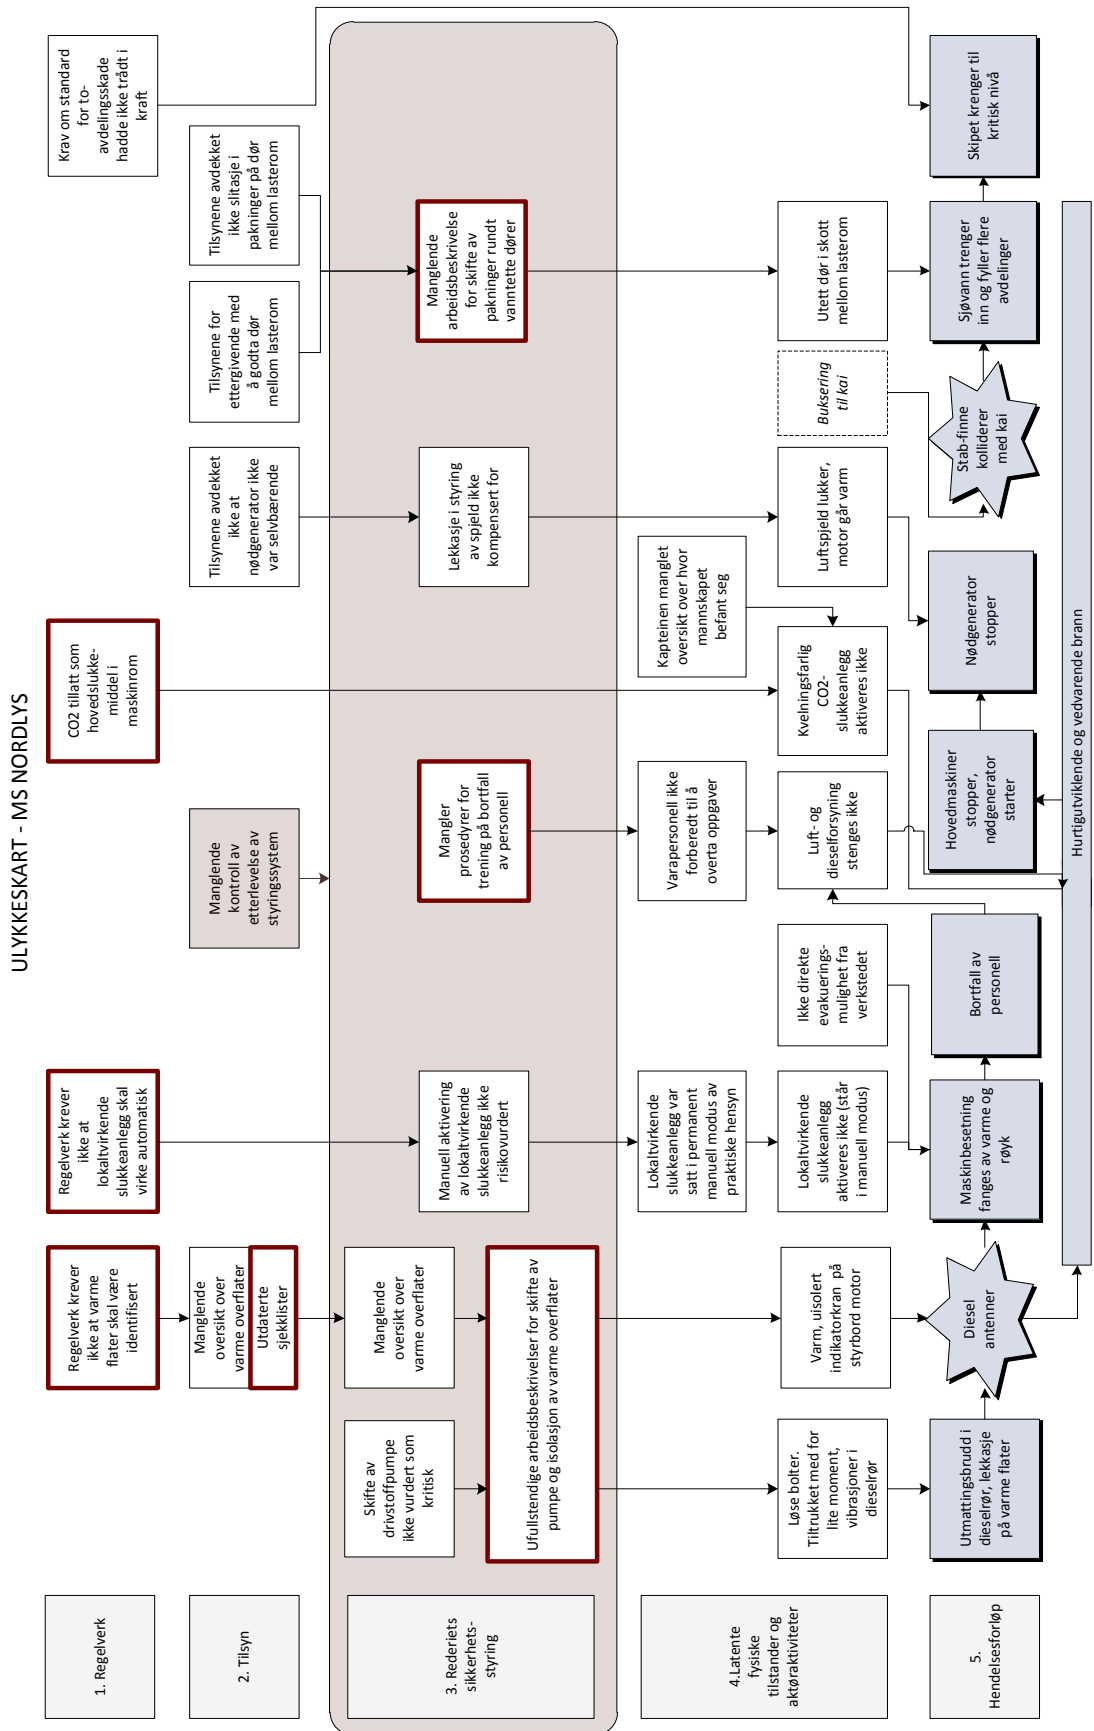 ULYKKESKART - MS NORDLYS
1. Regelverk
Regelverk krever
ikke at varme
flater skal være
identifisert
Regelverk krever
ikke at
lokaltvirkende
slukkeanlegg skal
virke automatisk
CO2 tillatt som
hovedslukke-
middel i
maskinrom
Krav om standard
for to-
avdelingsskade
hadde ikke trådt i
kraft
2. Tilsyn
Manglende
oversikt over
varme overflater
Utdaterte
sjekklister
Manglende
kontroll av
etterlevelse av
styringssystem
Tilsynene avdekket
ikke at
nødgenerator ikke
var selvbærende
Tilsynene for
ettergivende med
å godta dør
mellom lasterom
Tilsynene avdekket
ikke slitasje i
pakninger på dør
mellom lasterom
3. Rederiets
sikkerhets-
styring
Skifte av
drivstoffpumpe
ikke vurdert som
kritisk
Manglende
oversikt over
varme overflater
Ufullstendige arbeidsbeskrivelser for skifte av
pumpe og isolasjon av varme overflater
Manuell aktivering
av lokaltvirkende
slukkeanlegg ikke
risikovurdert
Mangler
prosedyrer for
trening på bortfall
av personell
Lekkasje i styring
av spjeld ikke
kompensert for
Manglende
arbeidsbeskrivelse
for skifte av
pakninger rundt
vanntette dører
4.Latente
fysiske
tilstander og
aktøraktiviteter
Løse bolter.
Tiltrukket med for
lite moment,
vibrasjoner i
dieselrør
Varm, uisolert
indikatorkran på
styrbord motor
Lokaltvirkende
slukkeanlegg var
satt i permanent
manuell modus av
praktiske hensyn
Lokaltvirkende
slukkeanlegg
aktiveres ikke (står
i manuell modus)
Ikke direkte
evakuerings-
mulighet fra
verkstedet
Varapersonell ikke
forberedt til å
overta oppgaver
Luft- og
dieselforsyning
stenges ikke
Kapteinen manglet
oversikt over hvor
mannskapet
befant seg
Kvelningsfarlig
CO2-
slukkeanlegg
aktiveres ikke
Luftspjeld lukker,
motor går varm
Buksering
til kai
Utett dør i skott
mellom lasterom
5.
Hendelsesforløp
Utmattingsbrudd i
dieselrør, lekkasje
på varme flater
Diesel
antenner
Maskinbesetning
fanges av varme og
røyk
Bortfall av
personell
Hovedmaskiner
stopper,
nødgenerator
starter
Nødgenerator
stopper
Stab-finne
kolliderer
med kai
Sjøvann trenger
inn og fyller flere
avdelinger
Skipet krenger til
kritisk nivå
Hurtigutviklende og vedvarende brann